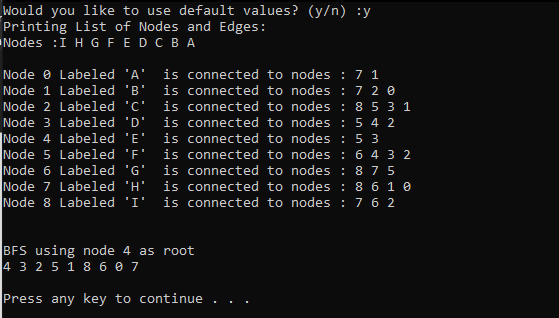 Would you like to use default values? (y/n) :y
Printing List of Nodes and Edges:
Nodes :I H G F E D C B A
Node 0 Labeled 'A'  is connected to nodes : 7 1
Node 1 Labeled 'B'  is connected to nodes : 7 2 0
Node 2 Labeled 'C'  is connected to nodes : 8 5 3 1
Node 3 Labeled 'D'  is connected to nodes : 5 4 2
Node 4 Labeled 'E'  is connected to nodes : 5 3
Node 5 Labeled 'F'  is connected to nodes : 6 4 3 2
Node 6 Labeled 'G'  is connected to nodes : 8 7 5
Node 7 Labeled 'H'  is connected to nodes : 8 6 1 0
Node 8 Labeled 'I'  is connected to nodes : 7 6 2
BFS using node 4 as root
4 3 2 5 1 8 6 0 7
Press any key to continue . . .